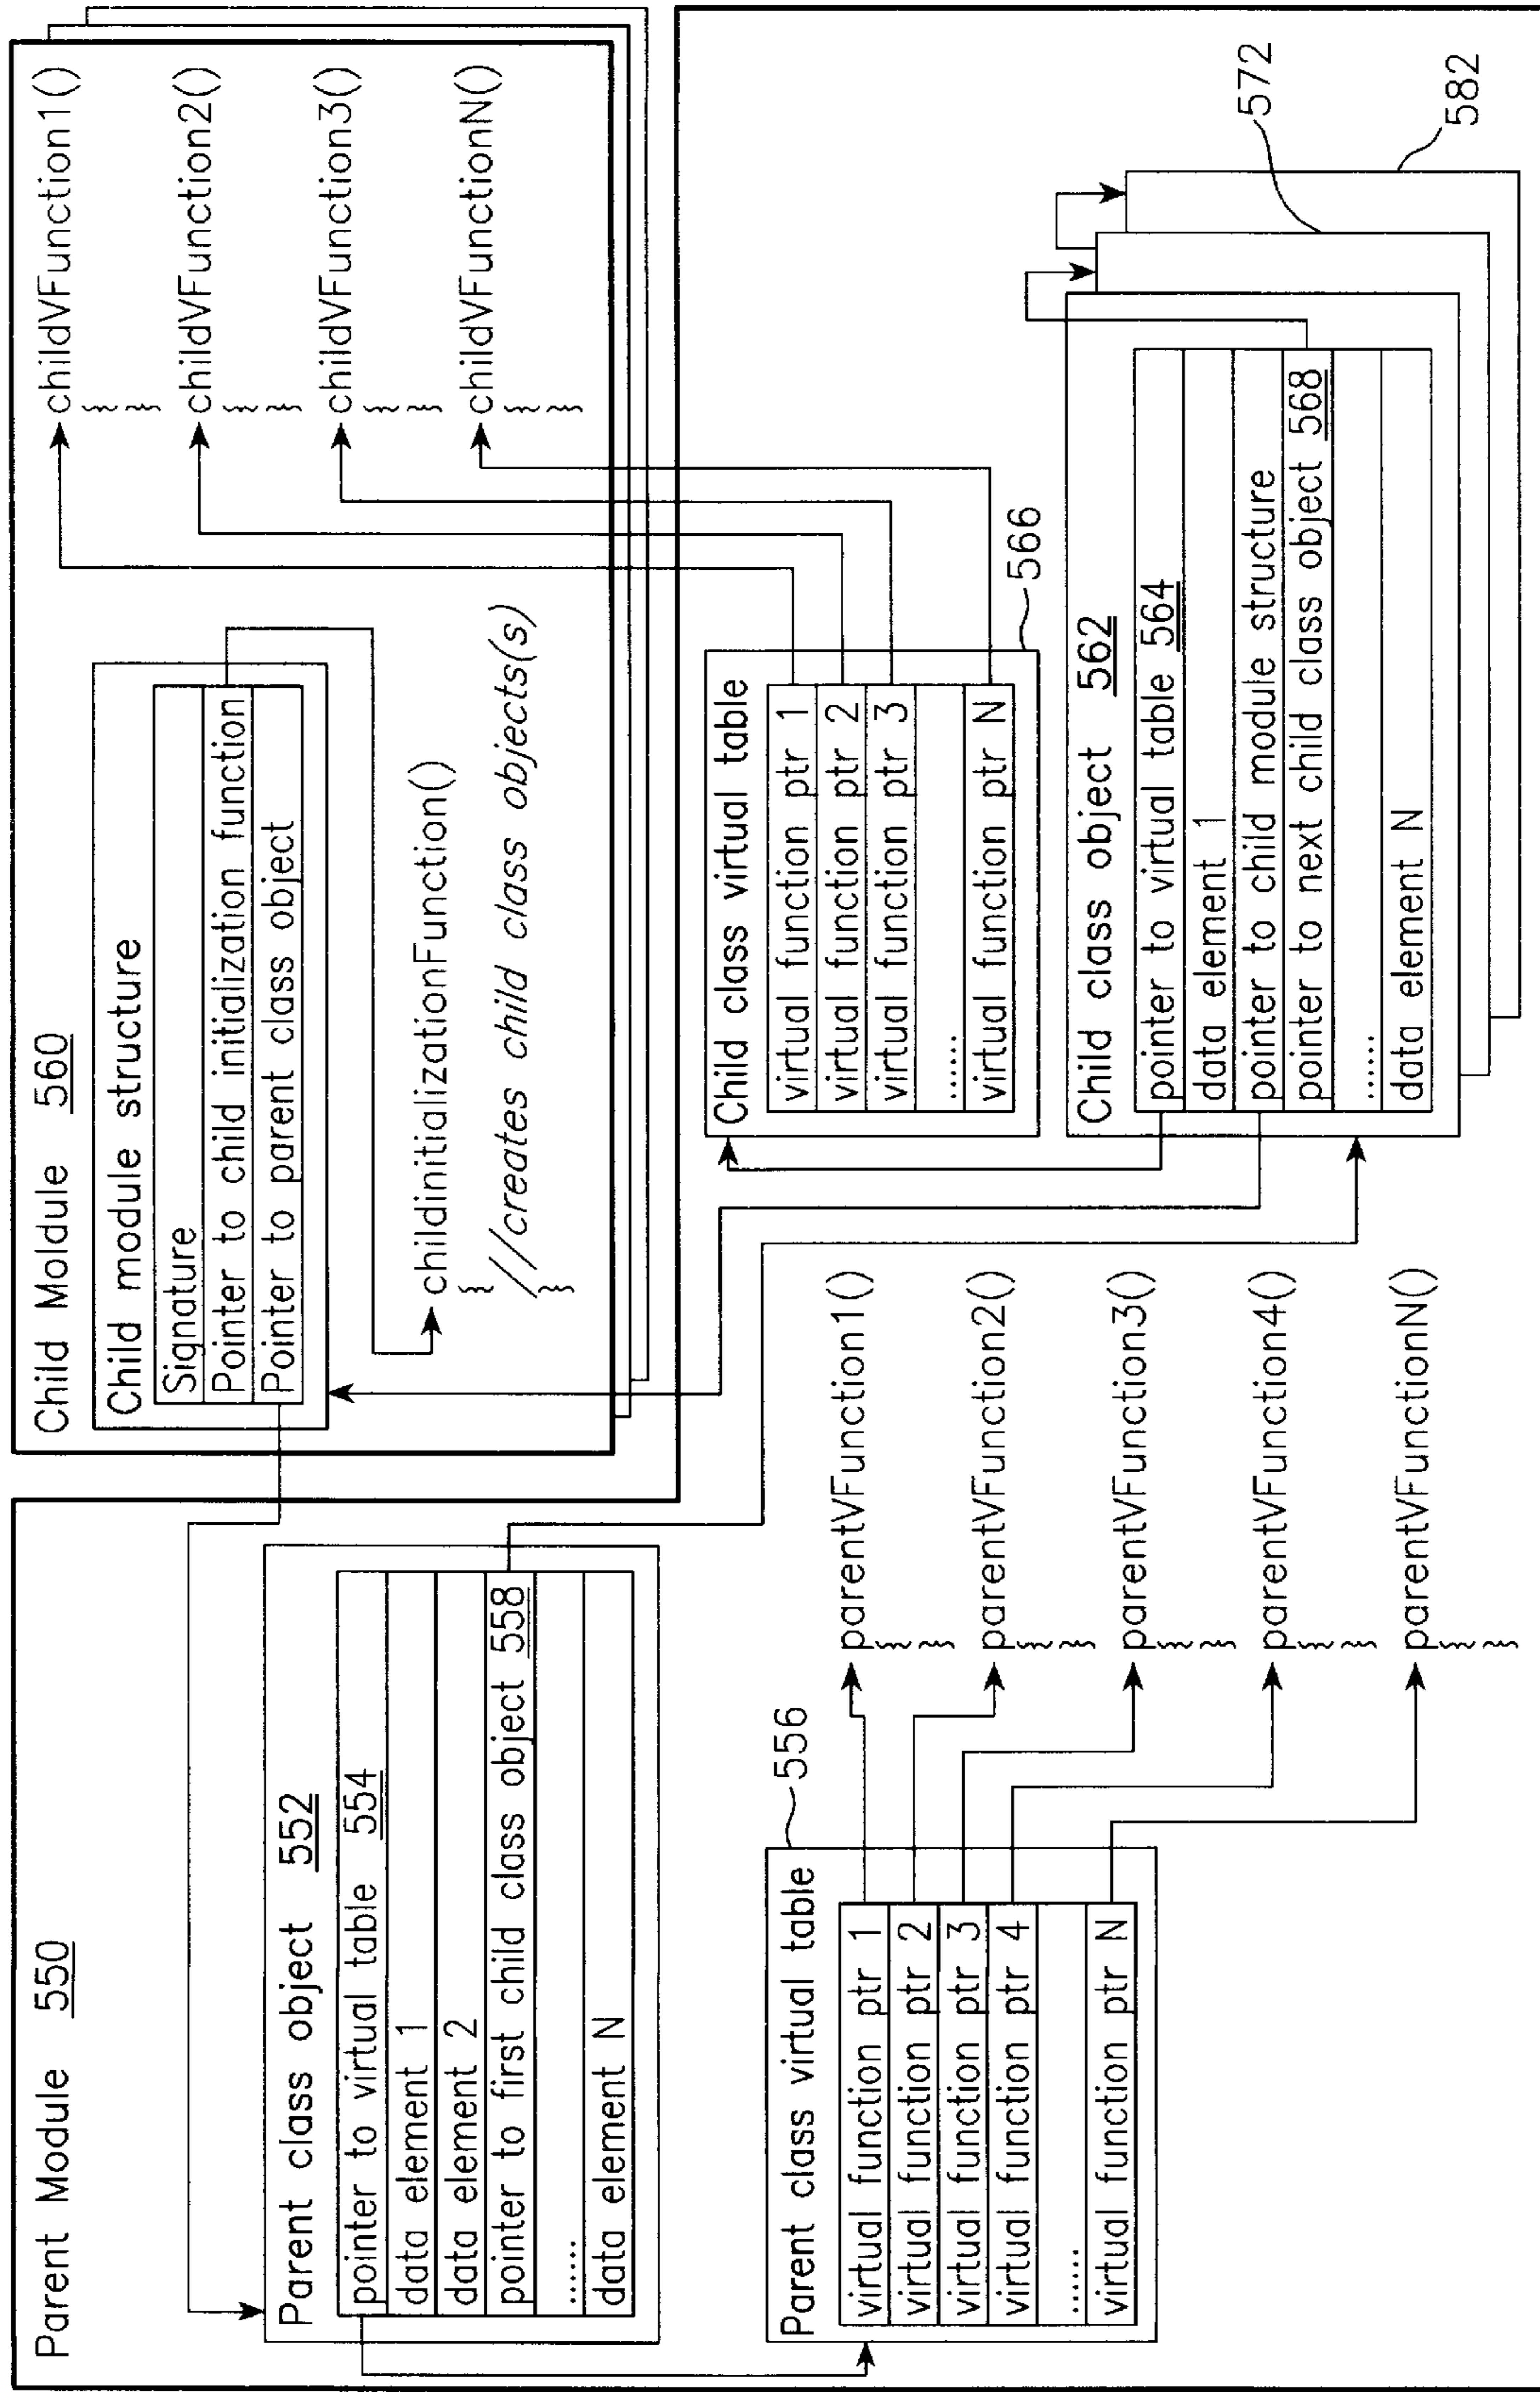 Parent Module 550
Parent class object 552
pointer to virtual table 554
data element 1
data element 2
pointer to first child class object 558
......
data element N
Parent class virtual table
556
virtual function ptr 1
virtual function ptr 2
virtual function ptr 3
virtual function ptr 4
......
virtual function ptr N
parentVFunction1()
parentVFunction2()
parentVFunction3()
parentVFunction4()
parentVFunctionN()
Child Moldule 560
Child module structure
Signature
Pointer to child initialization function
Pointer to parent class object
childinitializationFunction()
{
//creates child class objects(s)
}
childVFunction1()
childVFunction2()
childVFunction3()
childVFunctionN()
Child class virtual table
virtual function ptr 1
virtual function ptr 2
virtual function ptr 3
......
virtual function ptr N
566
Child class object 562
pointer to virtual table 564
data element 1
pointer to child module structure
pointer to next child class object 568
......
data element N
572
582